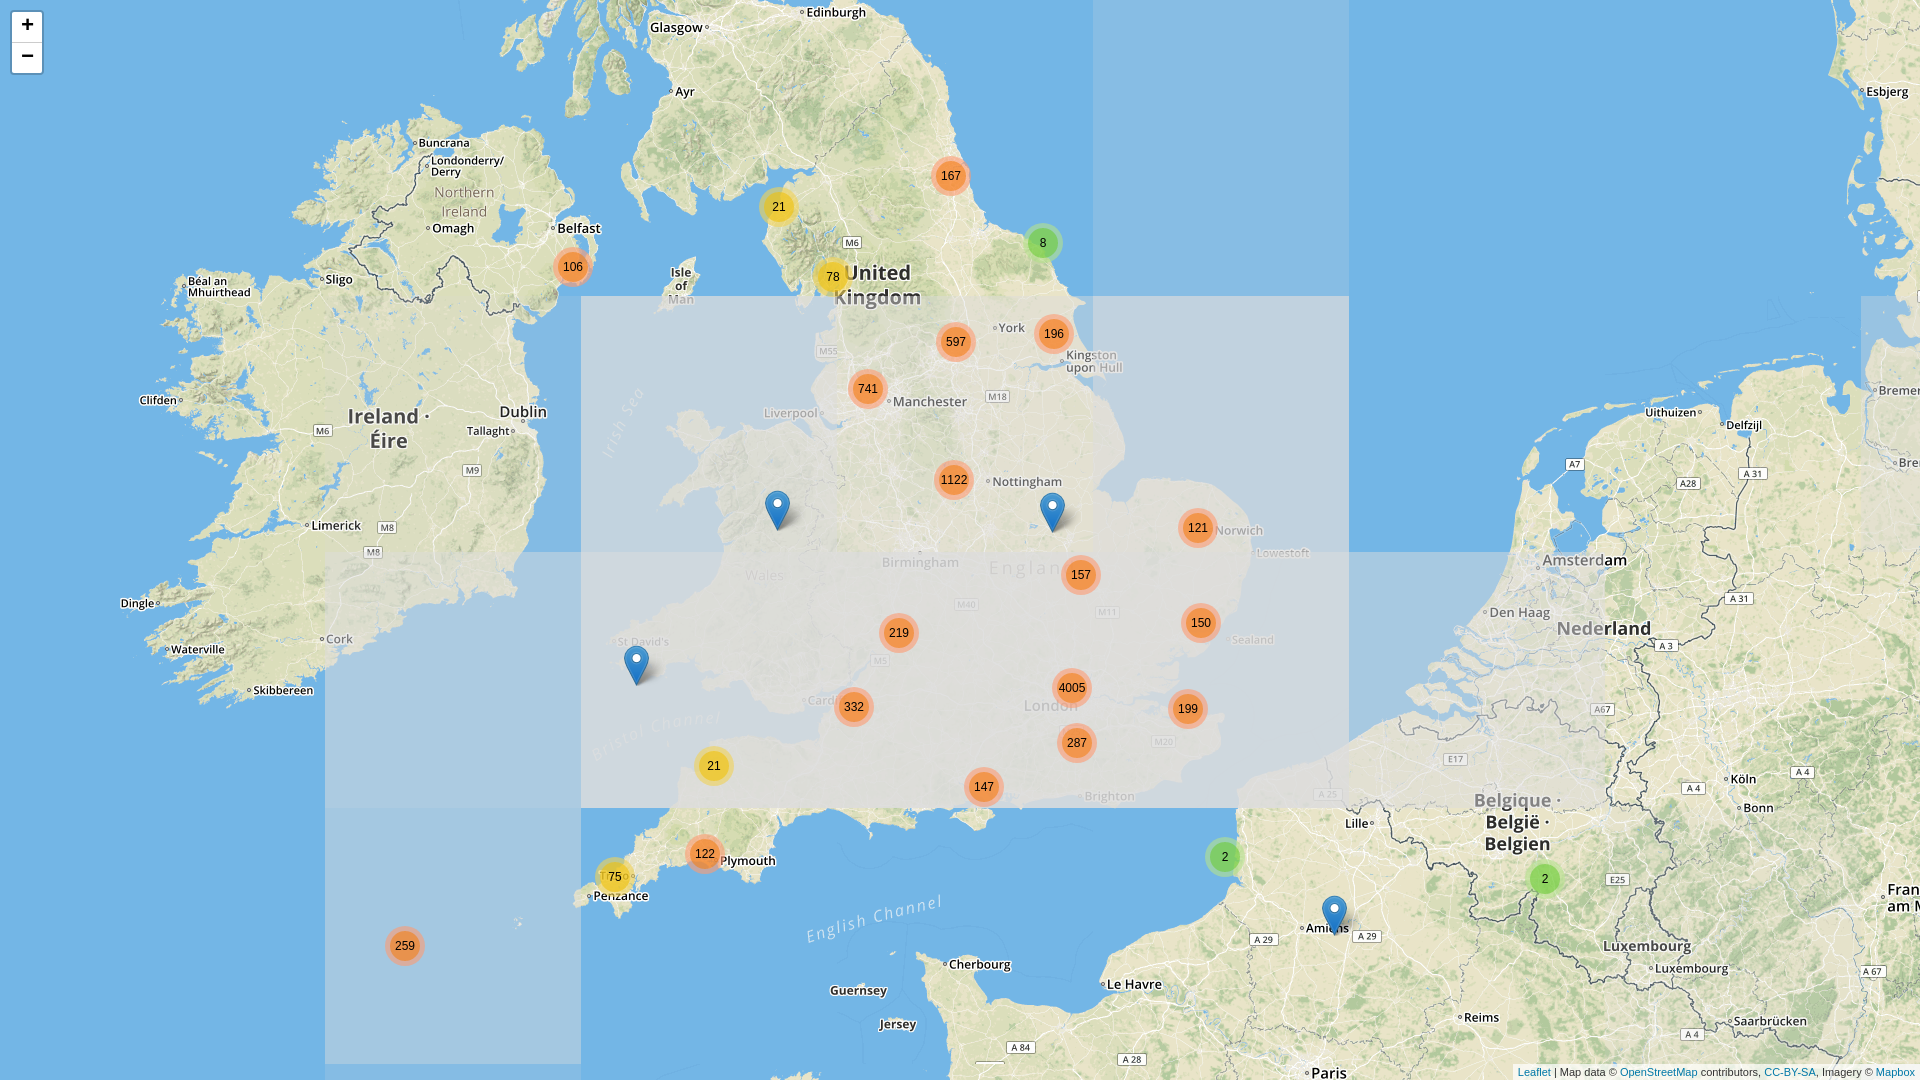 +
−
Glasgow
Edinburgh
Ayr
Esbjerg
Buncrana
Londonderry/
Derry
Northern
Ireland
Omagh
Belfast
167
21
8
M6
106
78
United
Kingdom
Isle
of
Man
Sligo
Béal an
Mhuirthead
York
196
597
M55
Kingston
upon Hull
741
Manchester
M18
Liverpool
Irish Sea
Clifden
Ireland ·
Éire
Dublin
Tallaght
M6
M9
Uithuizen
Delfzijl
A7
A 31
A28
1122
Nottingham
Limerick
M8
M8
121
Norwich
Lowestoft
Birmingham
Wales
Englan
157
Amsterdam
A 31
Dingle
Cork
Waterville
Skibbereen
M40
M11
150
Sealand
219
St David's
M5
Den Haag
Nederland
A 3
4005
London
199
332
Bristol Channel
287
M20
A67
E17
21
147
Brighton
A 25
Köln
A 4
A 4
Bonn
Belgique ·
België ·
Belgien
Lille
2
122
Plymouth
75
Penzance
2
E25
English Channel
259
Amiens
A 29
A 29
Luxembourg
Luxembourg
A 67
Cherbourg
Guernsey
Le Havre
Jersey
Reims
Saarbrücken
A 84
A 28
A 4
Paris
Leaflet | Map data © OpenStreetMap contributors, CC-BY-SA, Imagery © Mapbox